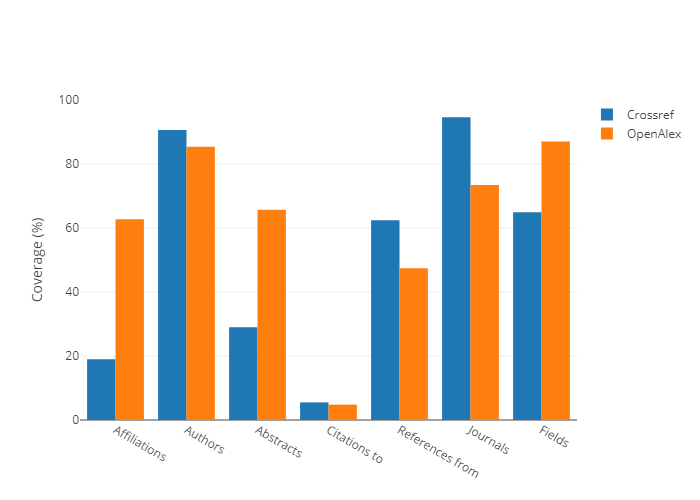 100
80
60
40
20
0
Coverage (%)
Affiliations
Authors
Abstracts
Citations to
References from
Journals
Fields
Crossref
OpenAlex